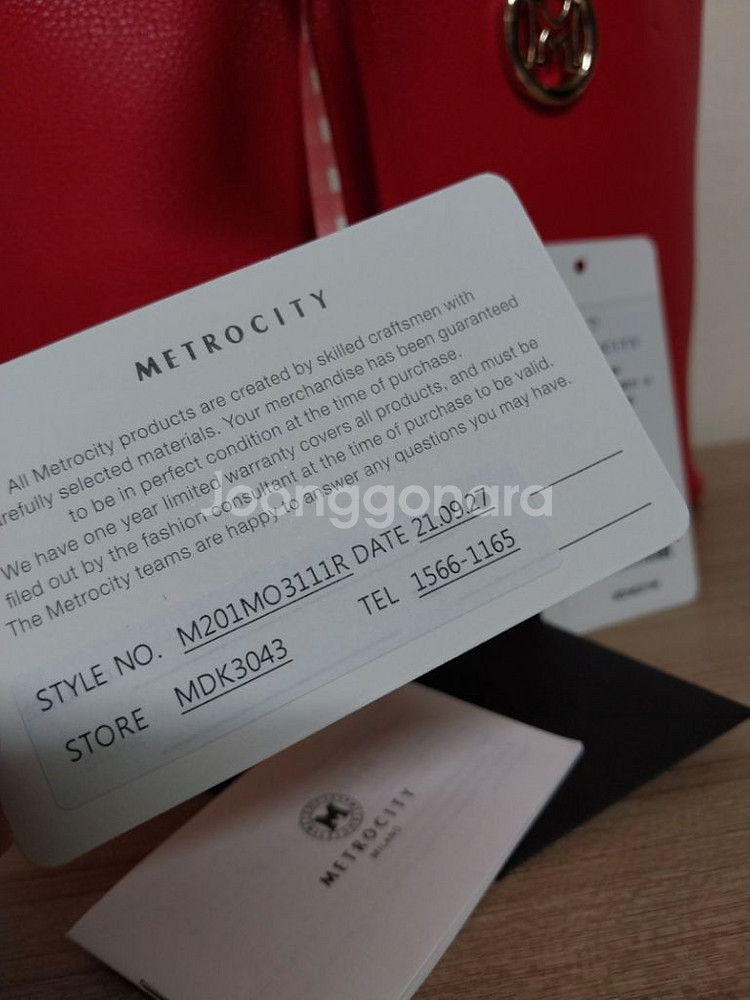 METROCITY
All Metrocity products are created by skilled craftsmen with
refully selected materials. Your merchandise has been guaranteed
to be in perfect condition at the time of purchase.
We have one year limited warranty covers all products, and must be
filed out by the fashion consultant at the time of purchase to be valid.
The Metrocity teams are happy to answer any questions you may have.
Joonggonara
STYLE NO. M201MO3111R DATE 21.09.27
STORE MDK3043 TEL 1566-1165
METROCITY
MILANO